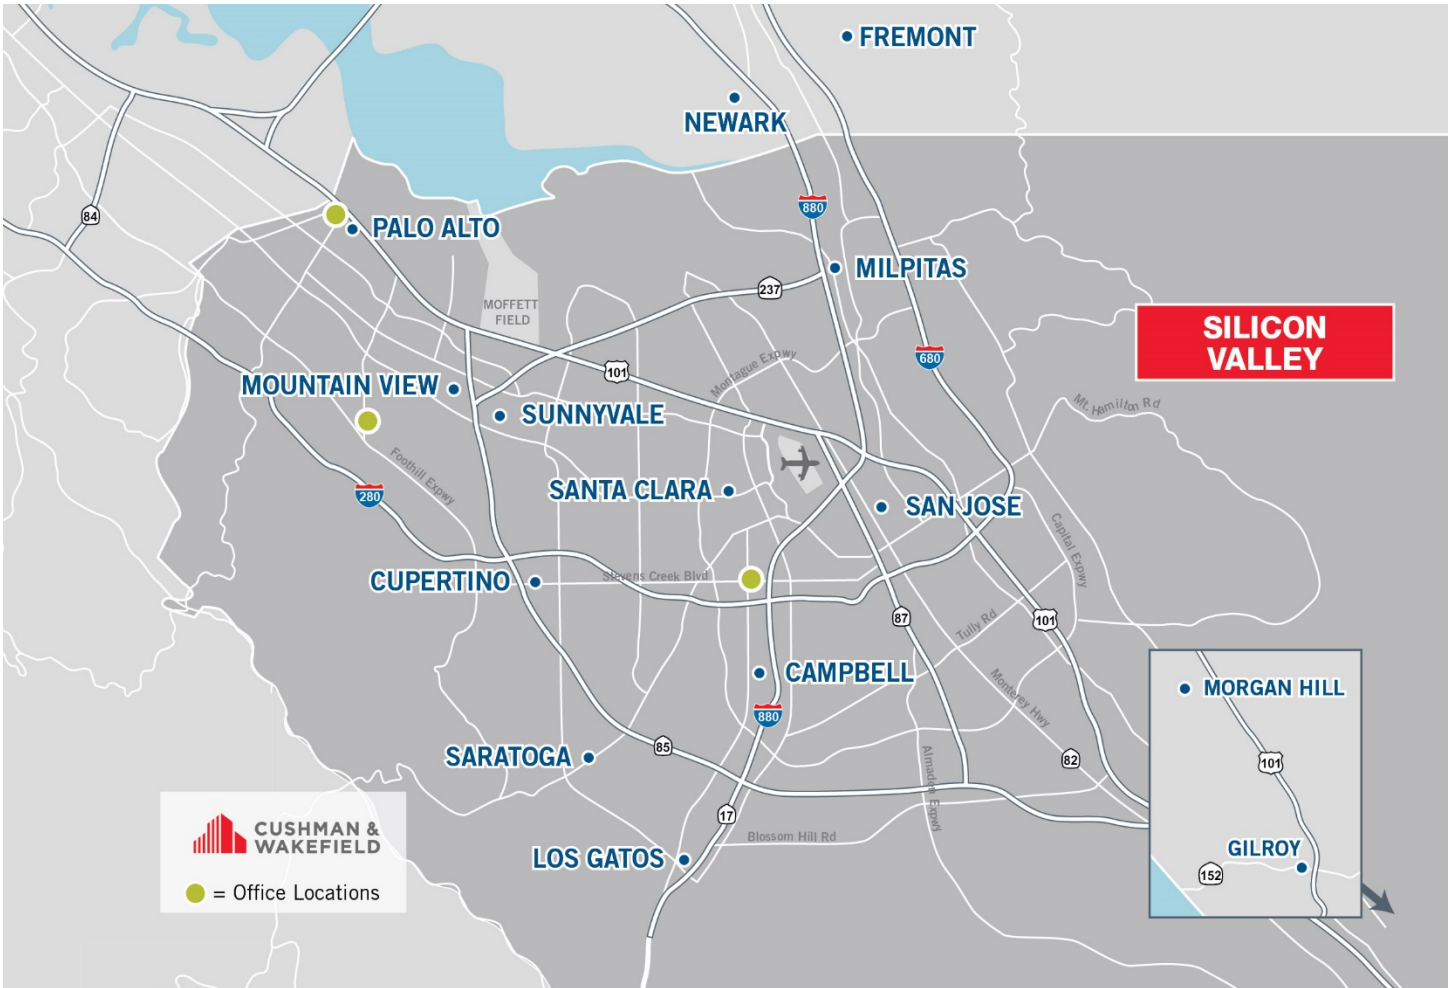 FREMONT
NEWARK
84
880
PALO ALTO
MILPITAS
237
MOFFETT
FIELD
SILICON
VALLEY
680
101
Montague Expwy
MOUNTAIN VIEW
SUNNYVALE
Mt. Hamilton Rd
Foothill Expwy
280
SANTA CLARA
SAN JOSE
Capital Expwy
CUPERTINO
Stevens Creek Blvd
87
Tully Rd
101
CAMPBELL
Monterey Hwy
880
MORGAN HILL
SARATOGA
85
82
101
Almaden Expwy
CUSHMAN &
WAKEFIELD
17
Blossom Hill Rd
LOS GATOS
GILROY
152
= Office Locations